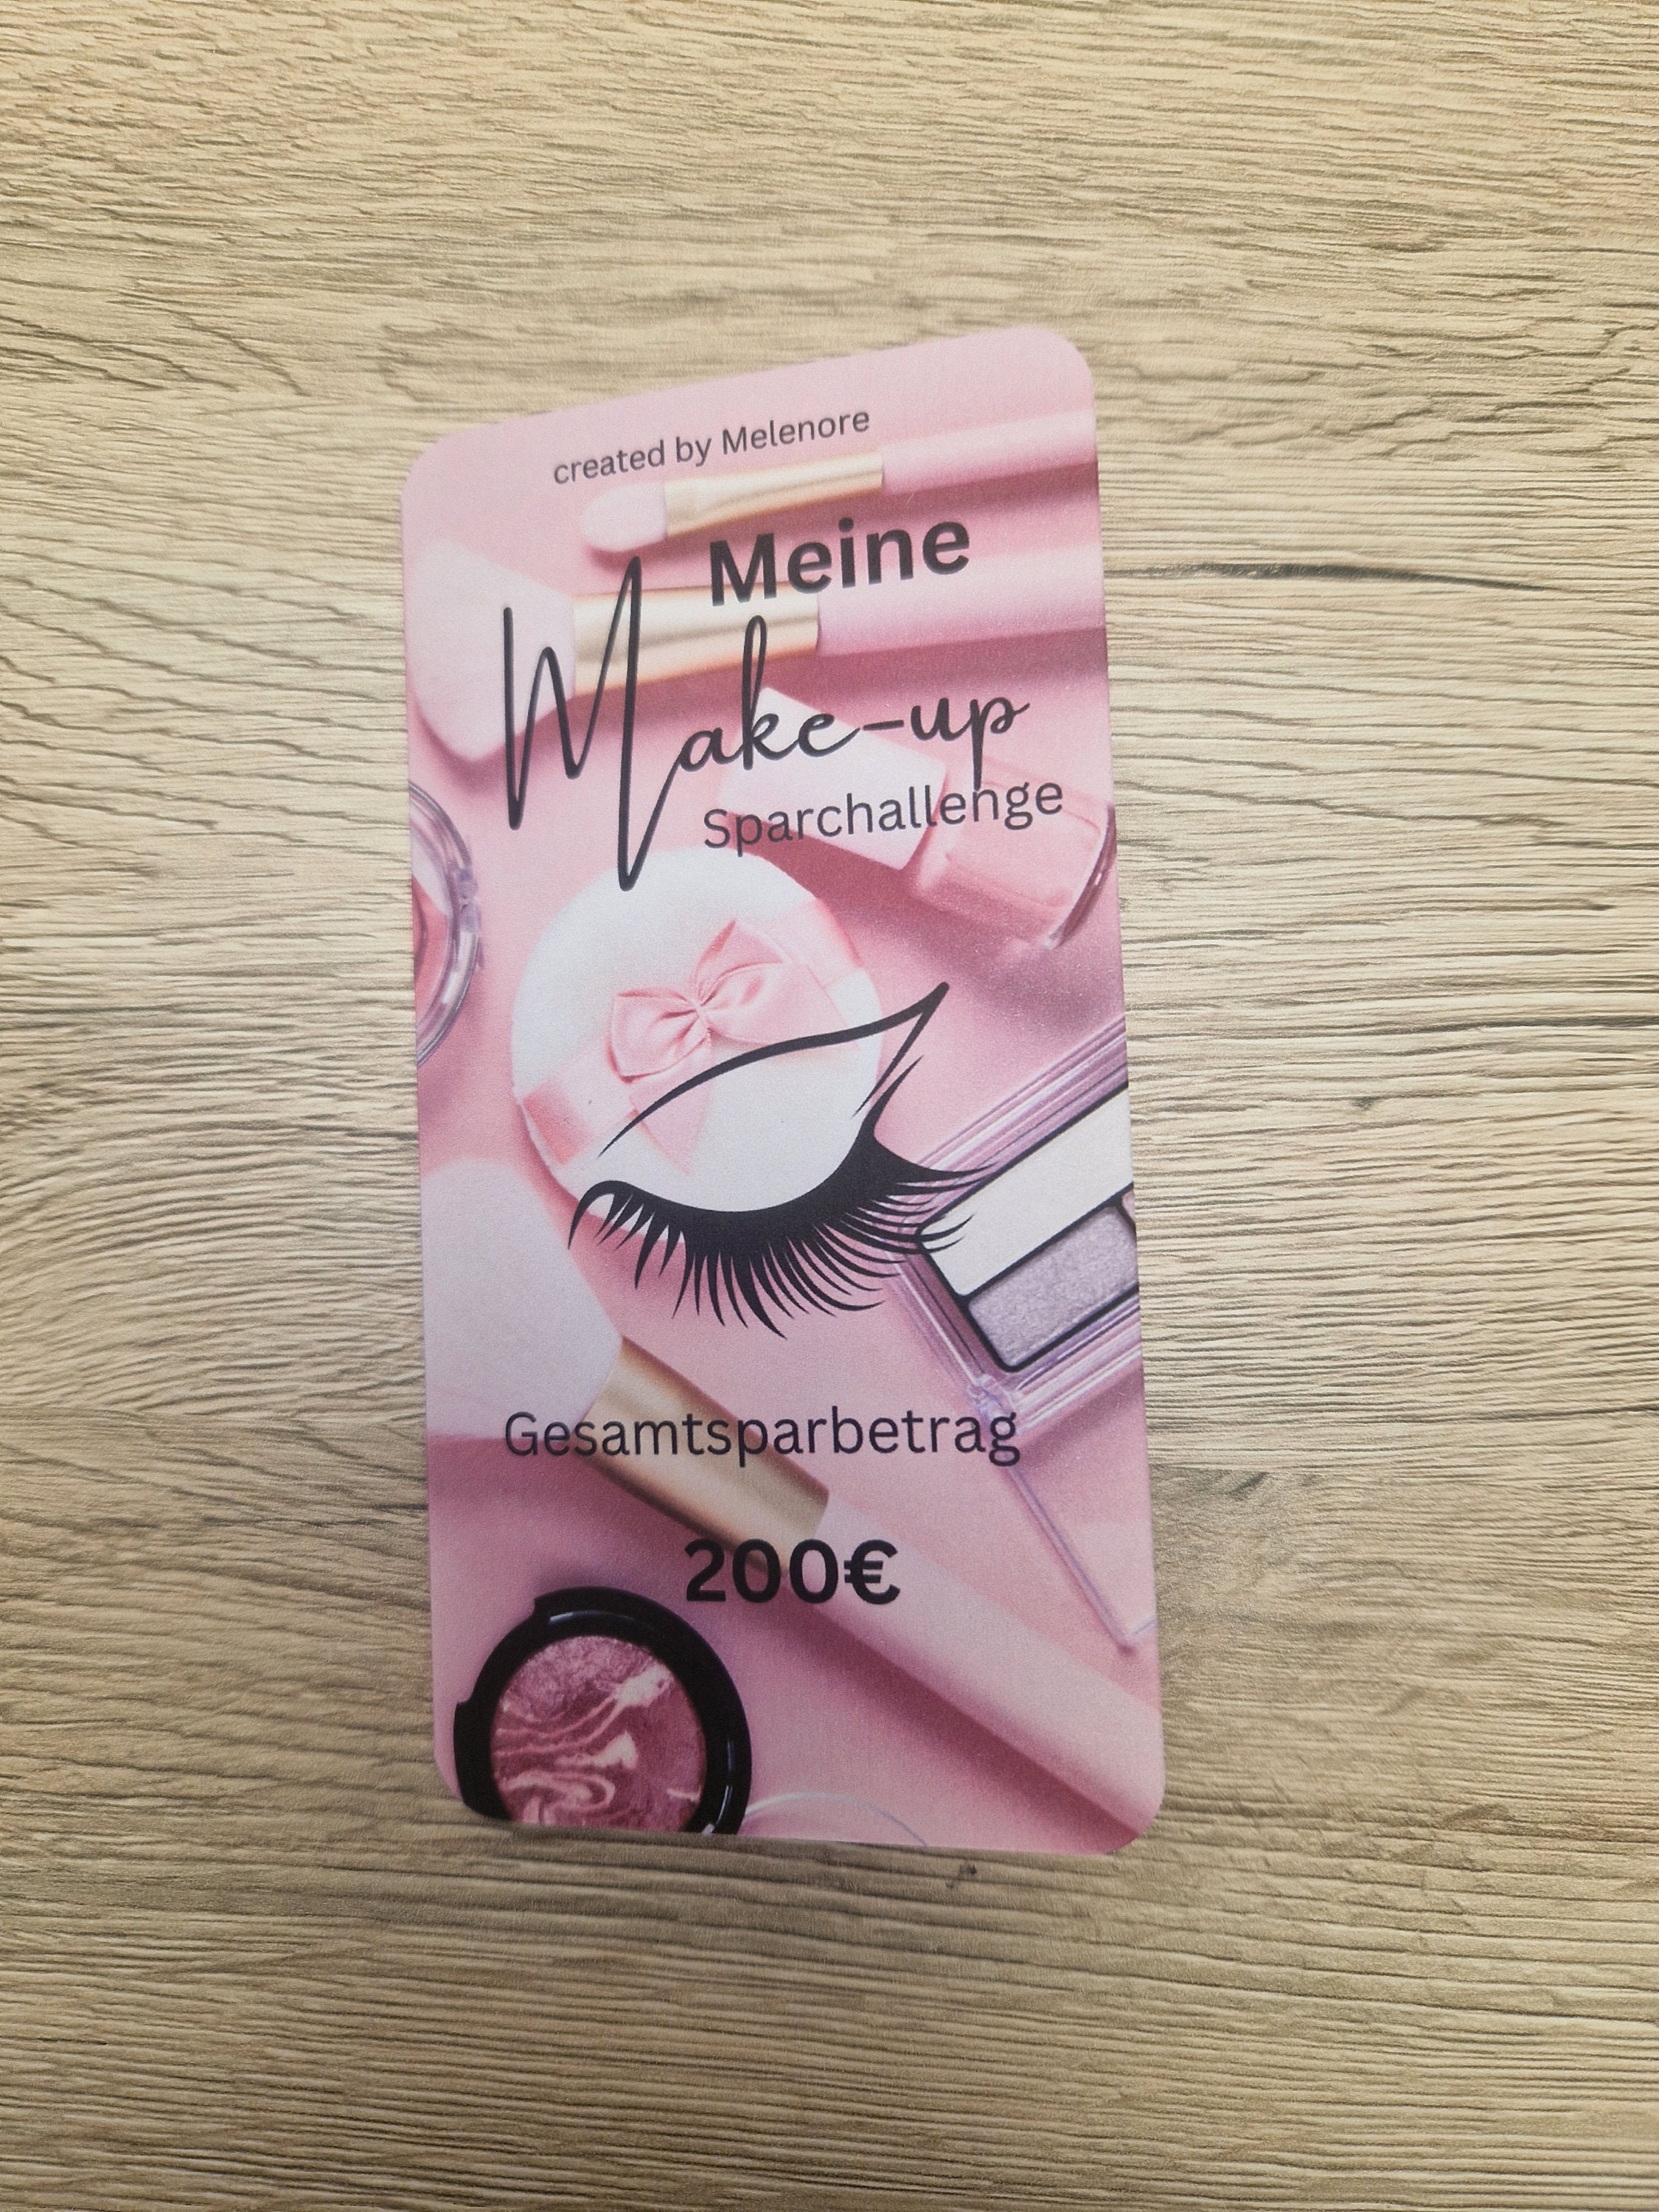 created by Melenore
Meine
Make-up
Sparchallenge
Gesamtsparbetrag
200€